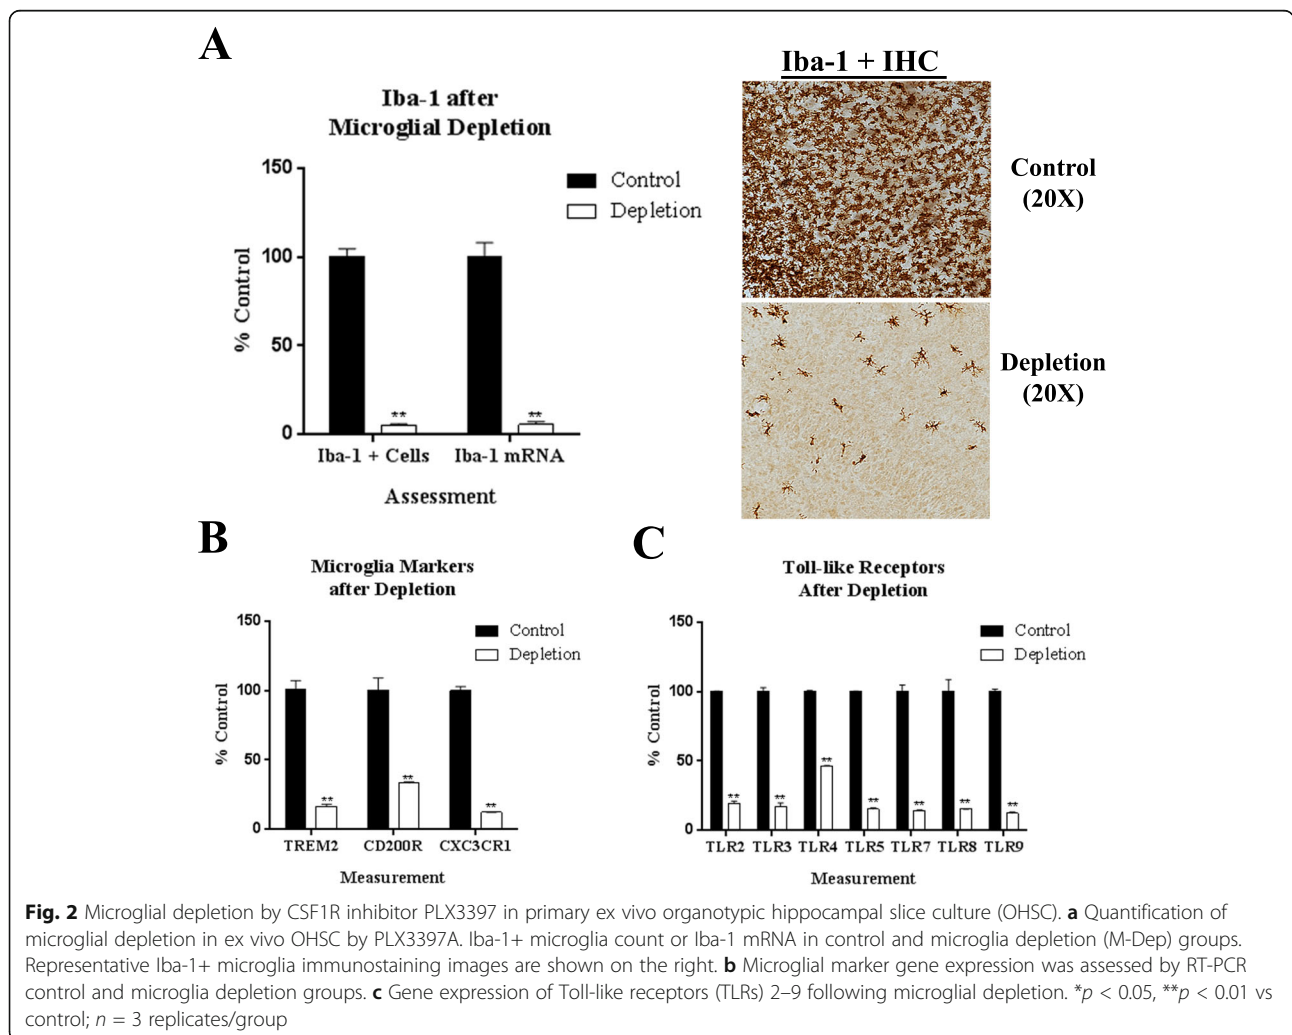 A
Iba-1 after
Microglial Depletion
150
100
50
0
% Control
Control
Depletion
**
**
Iba-1 + Cells
Iba-1 mRNA
Assessment
Iba-1 + IHC
Control
(20X)
Depletion
(20X)
B
Microglia Markers
after Depletion
150
100
50
0
% Control
Control
Depletion
**
**
**
TREM2
CD200R
CXC3CR1
Measurement
C
Toll-like Receptors
After Depletion
150
100
50
0
% Control
Control
Depletion
**
**
**
**
**
**
**
TLR2
TLR3
TLR4
TLR5
TLR7
TLR8
TLR9
Measurement
Fig. 2 Microglial depletion by CSF1R inhibitor PLX3397 in primary ex vivo organotypic hippocampal slice culture (OHSC). a Quantification of
microglial depletion in ex vivo OHSC by PLX3397A. Iba-1+ microglia count or Iba-1 mRNA in control and microglia depletion (M-Dep) groups.
Representative Iba-1+ microglia immunostaining images are shown on the right. b Microglial marker gene expression was assessed by RT-PCR
control and microglia depletion groups. c Gene expression of Toll-like receptors (TLRs) 2–9 following microglial depletion. *p < 0.05, **p < 0.01 vs
control; n = 3 replicates/group